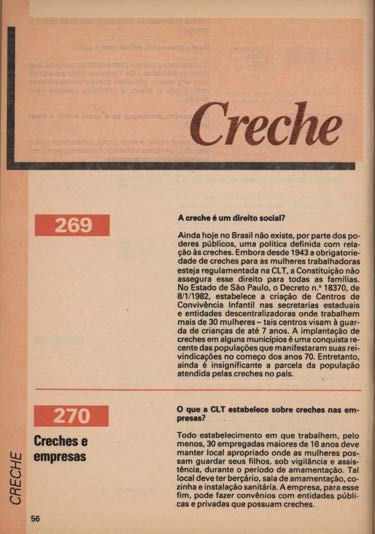 Creche
269
A creche é um direito social?
Ainda hoje no Brasil não existe, por parte dos po-
deres públicos, uma política definida com rela-
ção às creches. Embora desde 1943 a obrigatorie-
dade de creches para as mulheres trabalhadoras
esteja regulamentada na CLT, a Constituição não
assegura esse direito para todas as famílias.
No Estado de São Paulo, o Decreto n.º 18370, de
8/1/1982, estabelece a criação de Centros de
Convivência Infantil nas secretarias estaduais
e entidades descentralizadoras onde trabalhem
mais de 30 mulheres – tais centros visam à guar-
da de crianças de até 7 anos. A implantação de
creches em alguns municípios é uma conquista re-
cente das populações que manifestaram suas rei-
vindicações no começo dos anos 70. Entretanto,
ainda é insignificante a parcela da população
atendida pelas creches no país.
270
Creches e
empresas
O que a CLT estabelece sobre creches nas em-
presas?
Todo estabelecimento em que trabalhem, pelo
menos, 30 empregadas maiores de 16 anos deve
manter local apropriado onde as mulheres pos-
sam guardar seus filhos, sob vigilância e assis-
tência, durante o período de amamentação. Tal
local deve ter berçário, sala de amamentação, co-
zinha e instalação sanitária. A empresa, para esse
fim, pode fazer convênios com entidades públi-
cas e privadas que possuam creches.
CRECHE
56